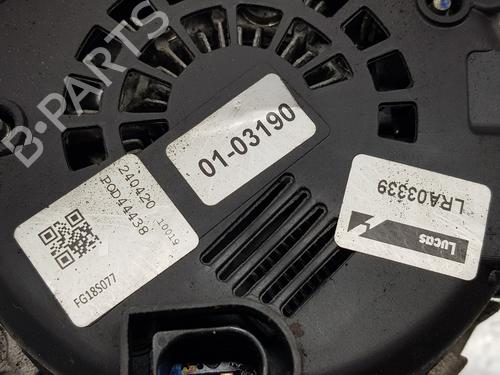 B-PARTS
01-03190
240420
POD44438
10019
FG18S077
LRA03339
Lucas